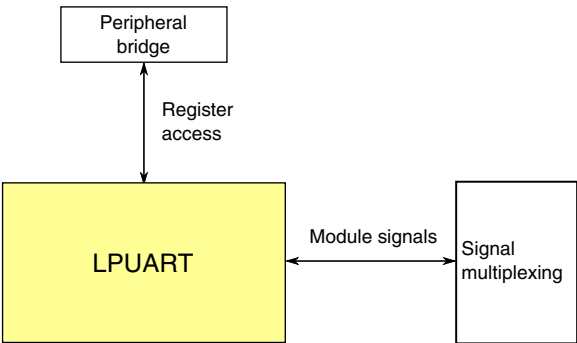 Peripheral
bridge
Register
access
LPUART
Module signals
Signal
multiplexing